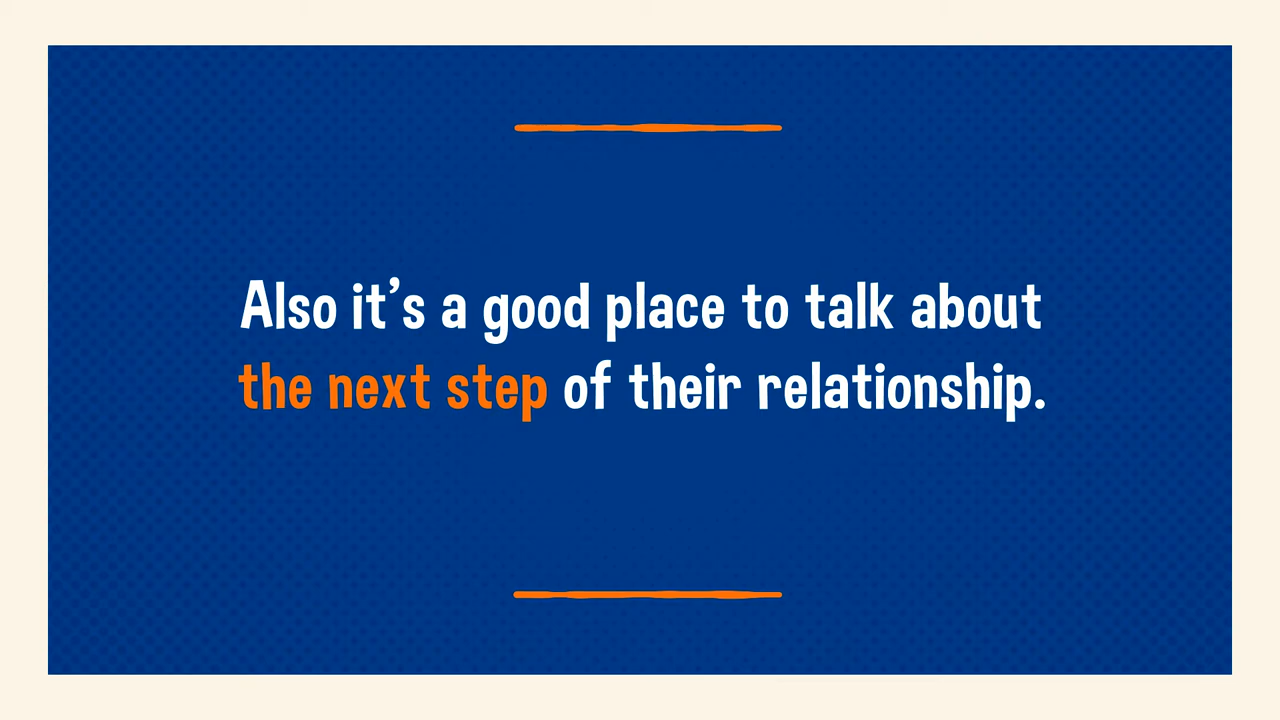 Also it’s a good place to talk about
the next step of their relationship.